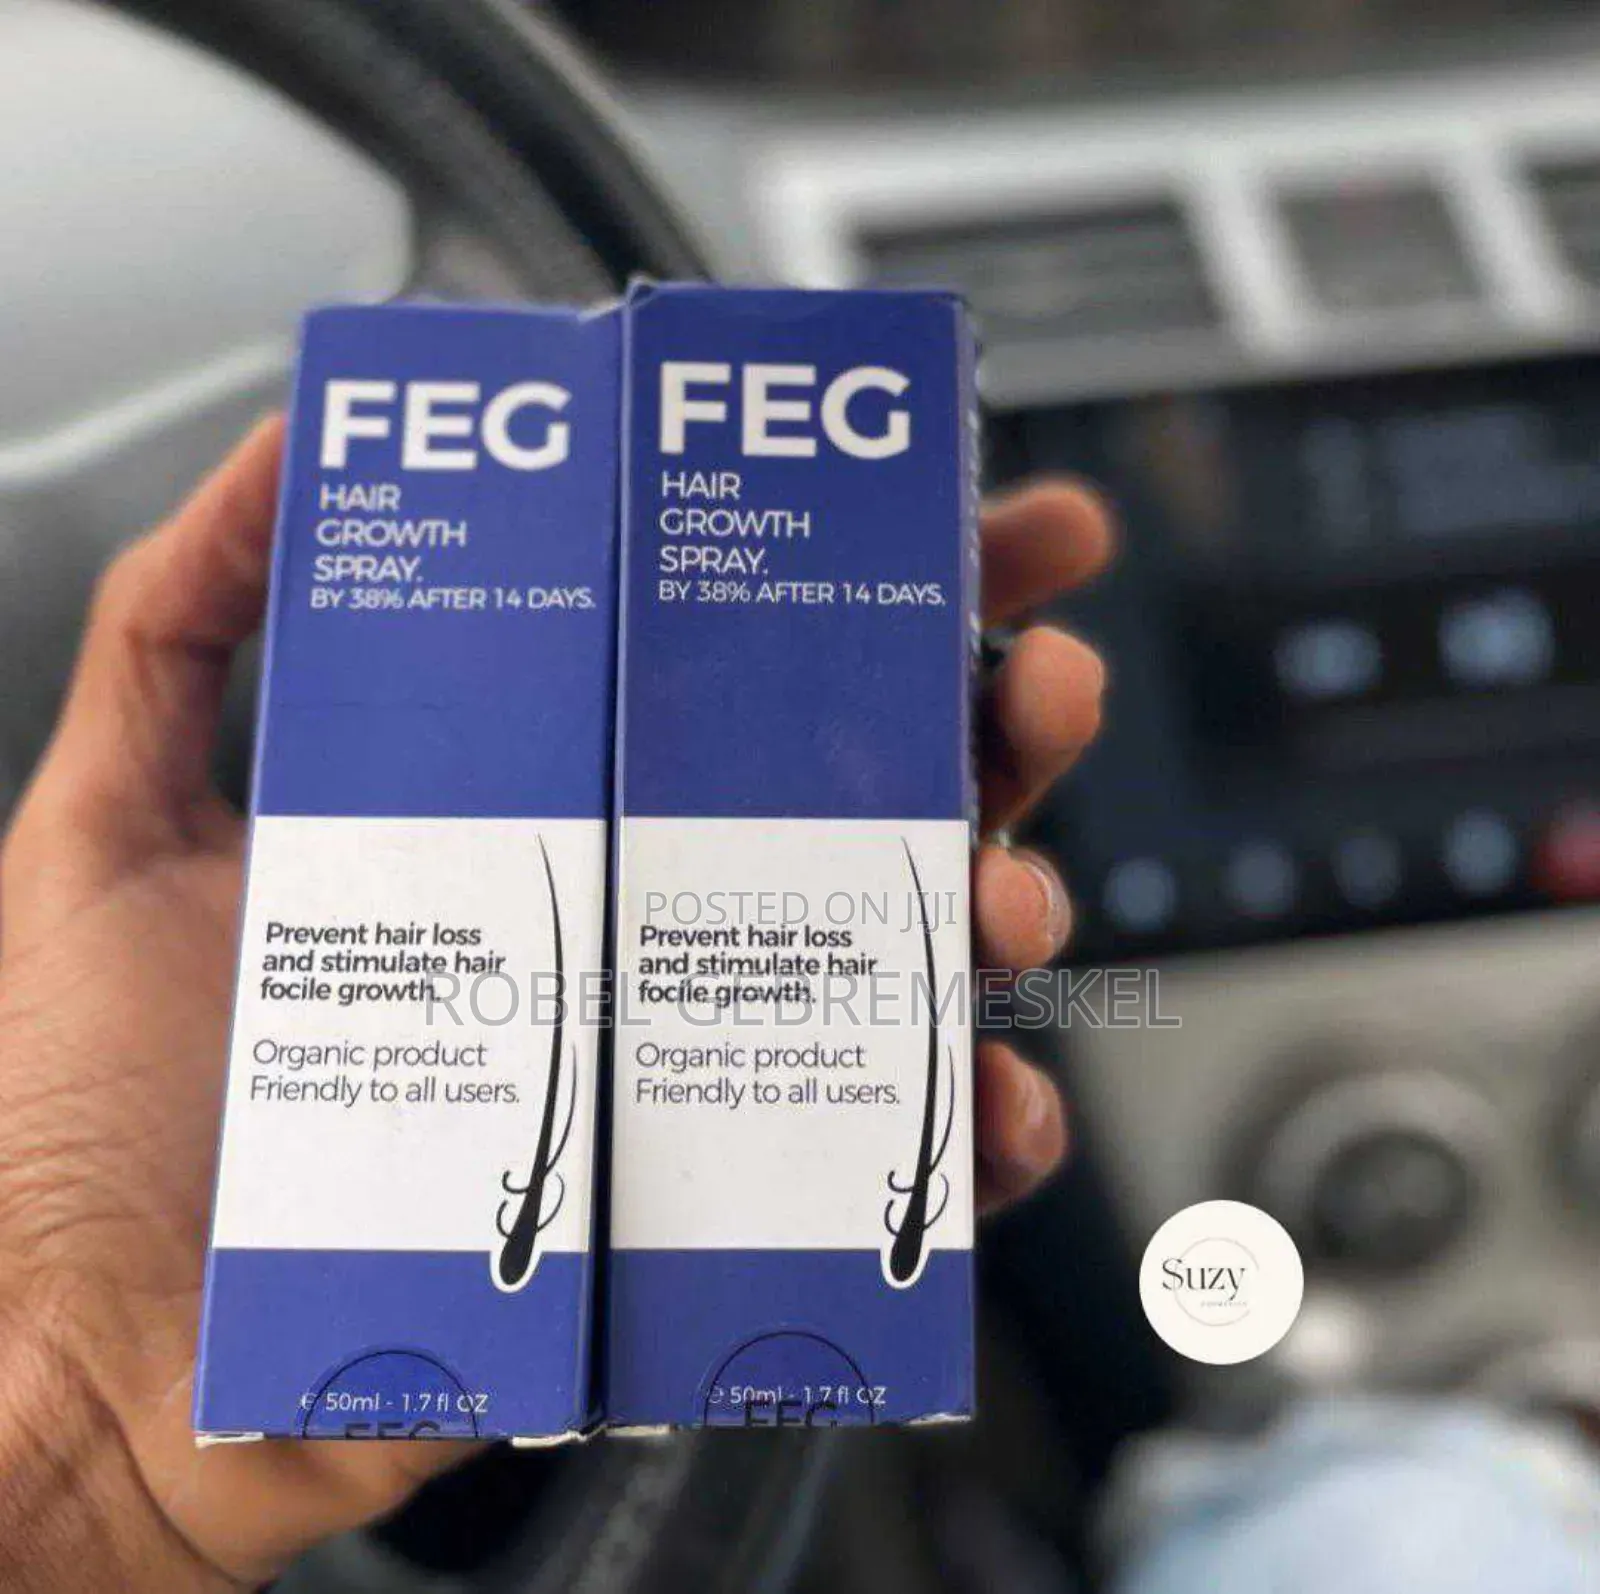 FEG
HAIR
GROWTH
SPRAY.
BY 38% AFTER 14 DAYS.
Prevent hair loss
and stimulate hair
focile growth.
Organic product
Friendly to all users.
℮ 50ml - 1.7 fl OZ
FEG
FEG
HAIR
GROWTH
SPRAY.
BY 38% AFTER 14 DAYS.
Prevent hair loss
and stimulate hair
focile growth.
Organic product
Friendly to all users.
℮ 50ml - 1.7 fl OZ
FEG
POSTED ON JIJI
ROBEL GEBREMESKEL
Suzy